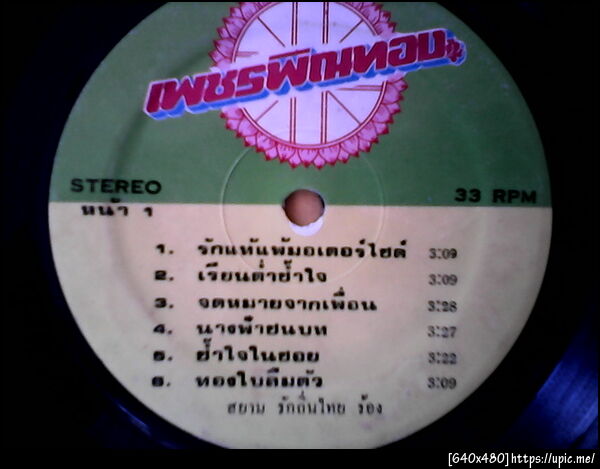 เพชรพิณทอง
STEREO
33 RPM
หน้า 1
1. รักแท้แพ้มอเตอร์ไซค์ 3:09
2. เรียนต่ำช้ำใจ 3:09
3. จดหมายจากเพื่อน 3:28
4. นางฟ้าชนบท 3:27
5. ช้ำใจในซอย 3:22
6. ทองใบลืมตัว 3:09
สยาม รักถิ่นไทย ร้อง
[640x480]https://upic.me/